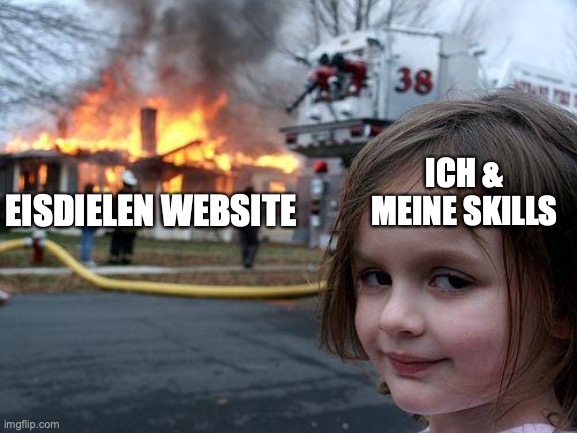 38
ICH &
EISDIELEN WEBSITE
MEINE SKILLS
imgflip.com